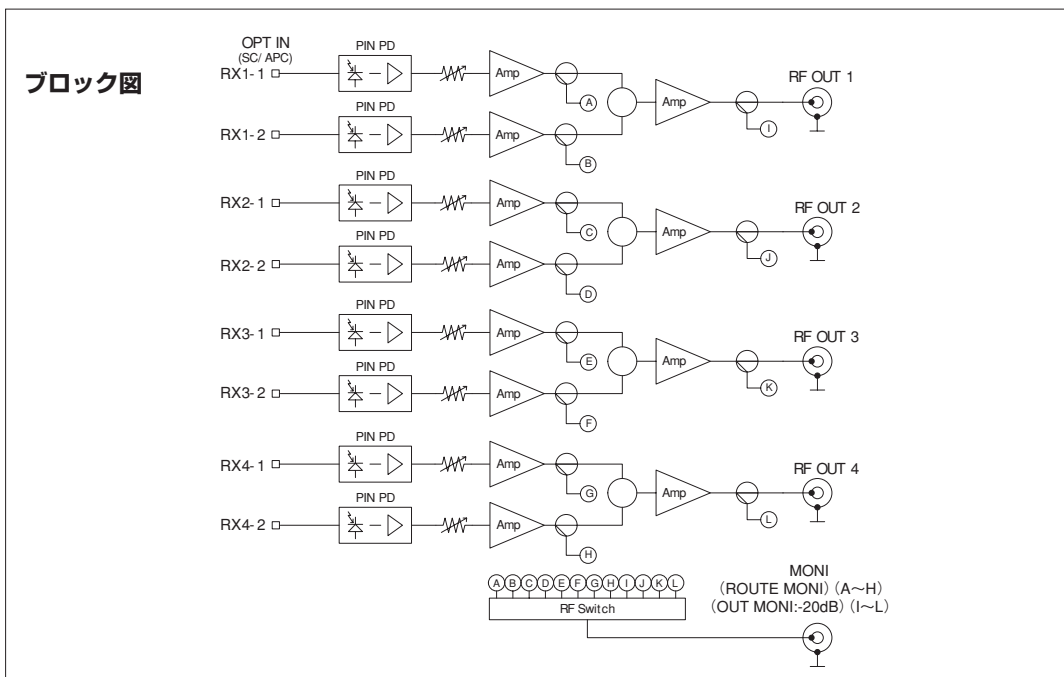 ブロック図
OPT IN
(SC/ APC)
PIN PD
RX1- 1
Amp
A
RF OUT 1
Amp
I
PIN PD
RX1- 2
Amp
B
PIN PD
RX2- 1
Amp
C
RF OUT 2
Amp
J
PIN PD
RX2- 2
Amp
D
PIN PD
RX3- 1
Amp
E
RF OUT 3
Amp
K
PIN PD
RX3- 2
Amp
F
PIN PD
RX4- 1
Amp
G
RF OUT 4
Amp
L
PIN PD
RX4- 2
Amp
H
A B C D E F G H I J K L
RF Switch
MONI
(ROUTE MONI) (A〜H)
(OUT MONI:-20dB) (I〜L)